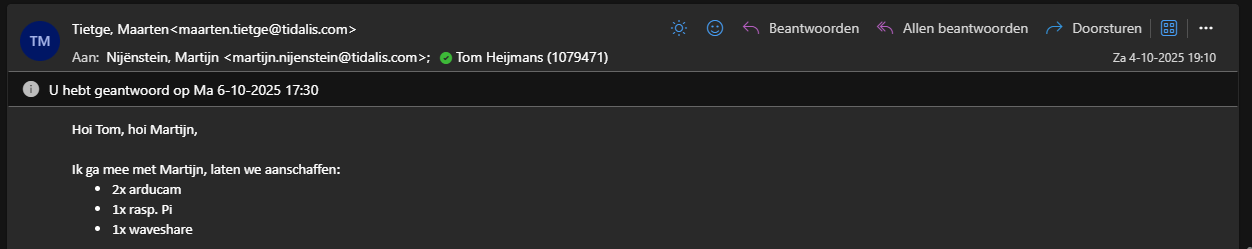 TM
Tietge, Maarten<maarten.tietge@tidalis.com>
Beantwoorden
Allen beantwoorden
Doorsturen
Aan: Nijënstein, Martijn <martijn.nijenstein@tidalis.com>; Tom Heijmans (1079471)
Za 4-10-2025 19:10
U hebt geantwoord op Ma 6-10-2025 17:30
Hoi Tom, hoi Martijn,
Ik ga mee met Martijn, laten we aanschaffen:
• 2x arducam
• 1x rasp. Pi
• 1x waveshare